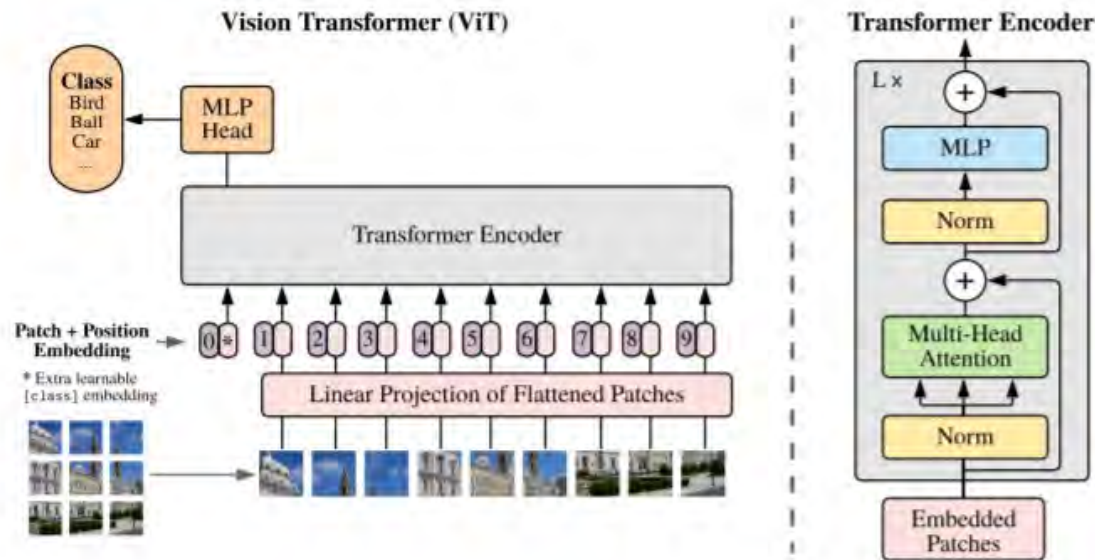 Vision Transformer (ViT)
Class
Bird
Ball
Car
...
MLP
Head
Transformer Encoder
Patch + Position
Embedding
0 * 1 2 3 4 5 6 7 8 9
* Extra learnable
[class] embedding
Linear Projection of Flattened Patches
Transformer Encoder
L x
+
MLP
Norm
+
Multi-Head
Attention
Norm
Embedded
Patches